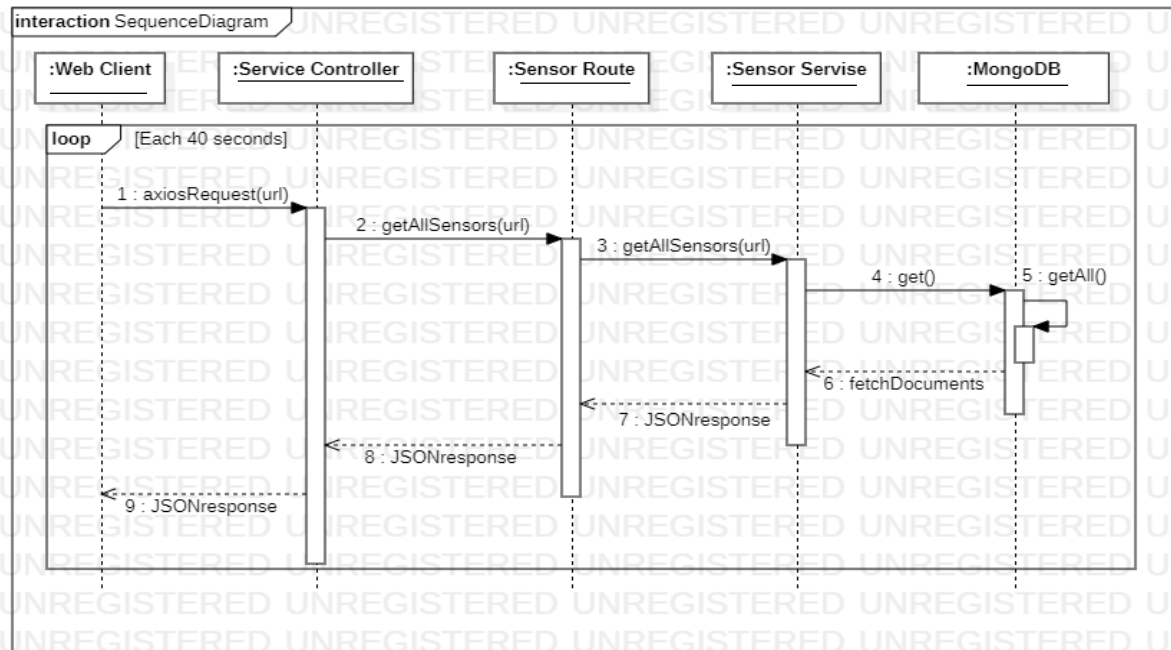 interaction SequenceDiagram
:Web Client
:Service Controller
:Sensor Route
:Sensor Servise
:MongoDB
loop
[Each 40 seconds]
1 : axiosRequest(url)
2 : getAllSensors(url)
3 : getAllSensors(url)
4 : get()
5 : getAll()
6 : fetchDocuments
7 : JSONresponse
8 : JSONresponse
9 : JSONresponse
UNREGISTERED